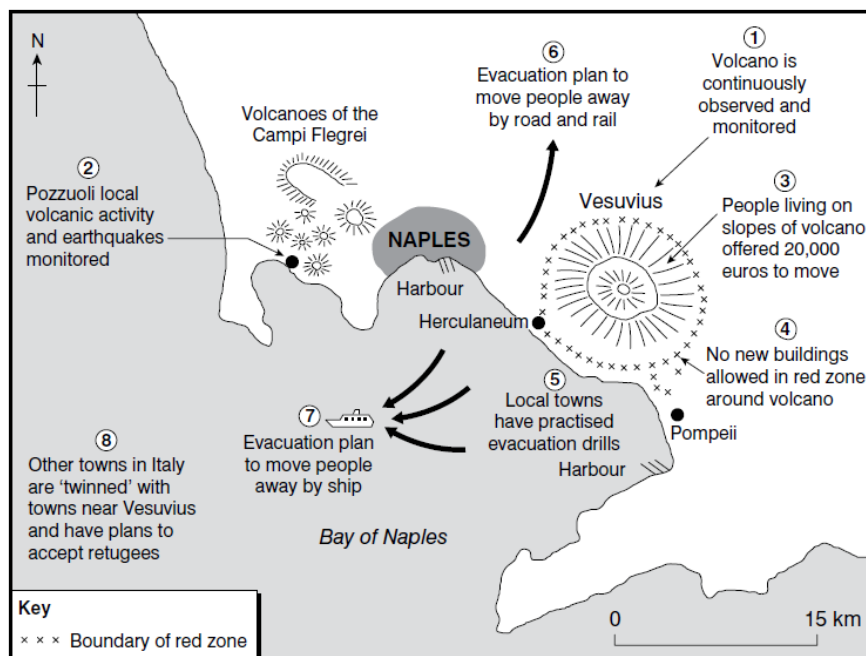 N
Volcanoes of the
Campi Flegrei
2
Pozzuoli local
volcanic activity
and earthquakes
monitored
6
Evacuation plan to
move people away
by road and rail
1
Volcano is
continuously
observed and
monitored
Vesuvius
3
People living on
slopes of volcano
offered 20,000
euros to move
NAPLES
Harbour
Herculaneum
4
No new buildings
allowed in red zone
around volcano
5
Local towns
have practised
evacuation drills
Pompeii
Harbour
7
Evacuation plan
to move people
away by ship
8
Other towns in Italy
are ‘twinned’ with
towns near Vesuvius
and have plans to
accept refugees
Bay of Naples
Key
× × × Boundary of red zone
0 15 km